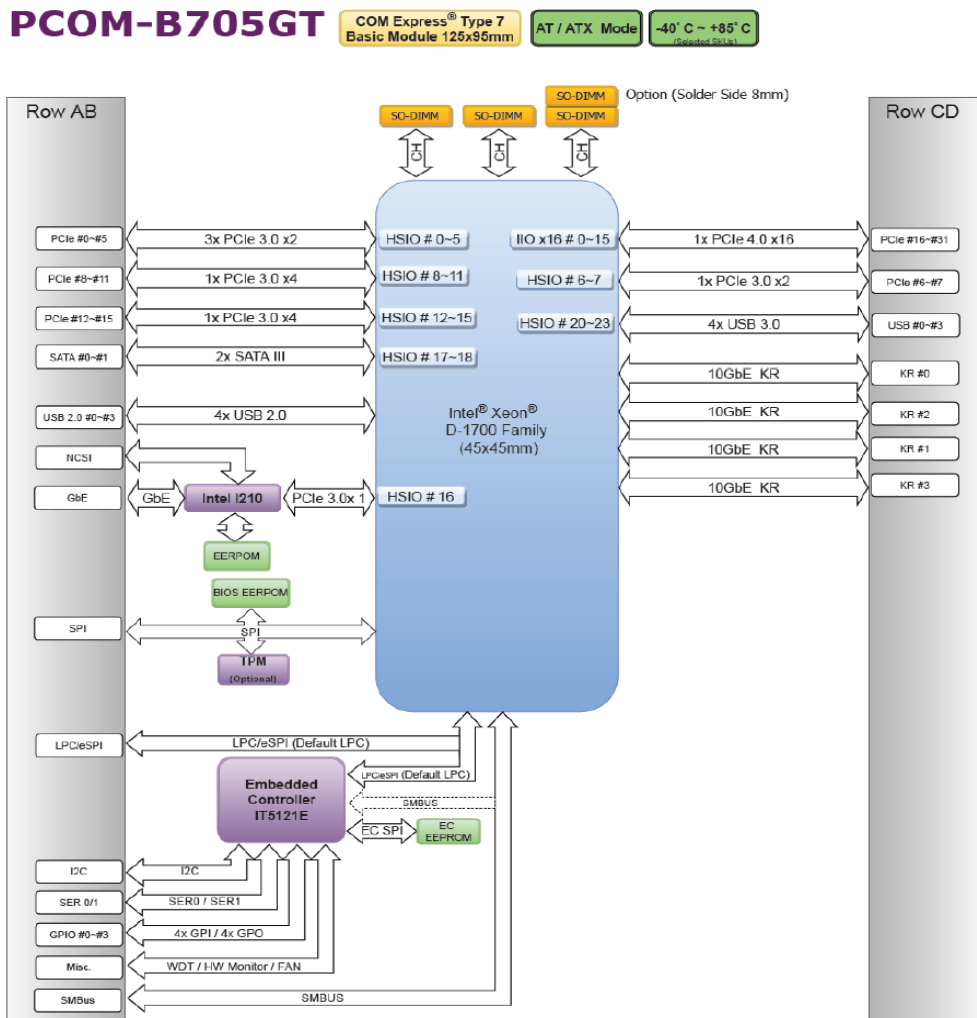 PCOM-B705GT
COM Express® Type 7
Basic Module 125x95mm
AT / ATX Mode
-40°C ~ +85°C
(Selected SKUs)
Row AB
Row CD
SO-DIMM
Option (Solder Side 8mm)
SO-DIMM
SO-DIMM
SO-DIMM
CH
CH
CH
PCIe #0~#5
3x PCIe 3.0 x2
HSIO # 0~5
IIO x16 # 0~15
1x PCIe 4.0 x16
PCIe #16~#31
PCIe #8~#11
1x PCIe 3.0 x4
HSIO # 8~11
HSIO # 6~7
1x PCIe 3.0 x2
PCIe #6~#7
PCIe #12~#15
1x PCIe 3.0 x4
HSIO # 12~15
HSIO # 20~23
4x USB 3.0
USB #0~#3
SATA #0~#1
2x SATA III
HSIO # 17~18
10GbE KR
KR #0
USB 2.0 #0~#3
4x USB 2.0
Intel® Xeon®
D-1700 Family
(45x45mm)
10GbE KR
KR #2
10GbE KR
KR #1
10GbE KR
KR #3
NCSI
GbE
GbE
Intel I210
PCIe 3.0x 1
HSIO # 16
EERPOM
BIOS EERPOM
SPI
SPI
TPM
(Optional)
LPC/eSPI
LPC/eSPI (Default LPC)
LPC/eSPI (Default LPC)
Embedded
Controller
IT5121E
SMBUS
EC SPI
EC
EEPROM
I2C
I2C
SER 0/1
SER0 / SER1
GPIO #0~#3
4x GPI / 4x GPO
Misc.
WDT / HW Monitor / FAN
SMBus
SMBUS